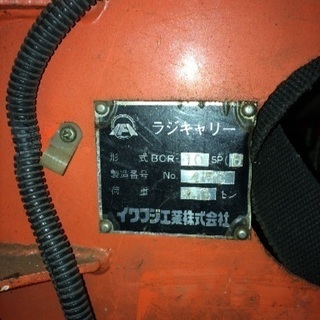 ラジキャリー
形 式 BCR- SP
製造番号 No.
荷 重 トン
イワフジ工業株式会社